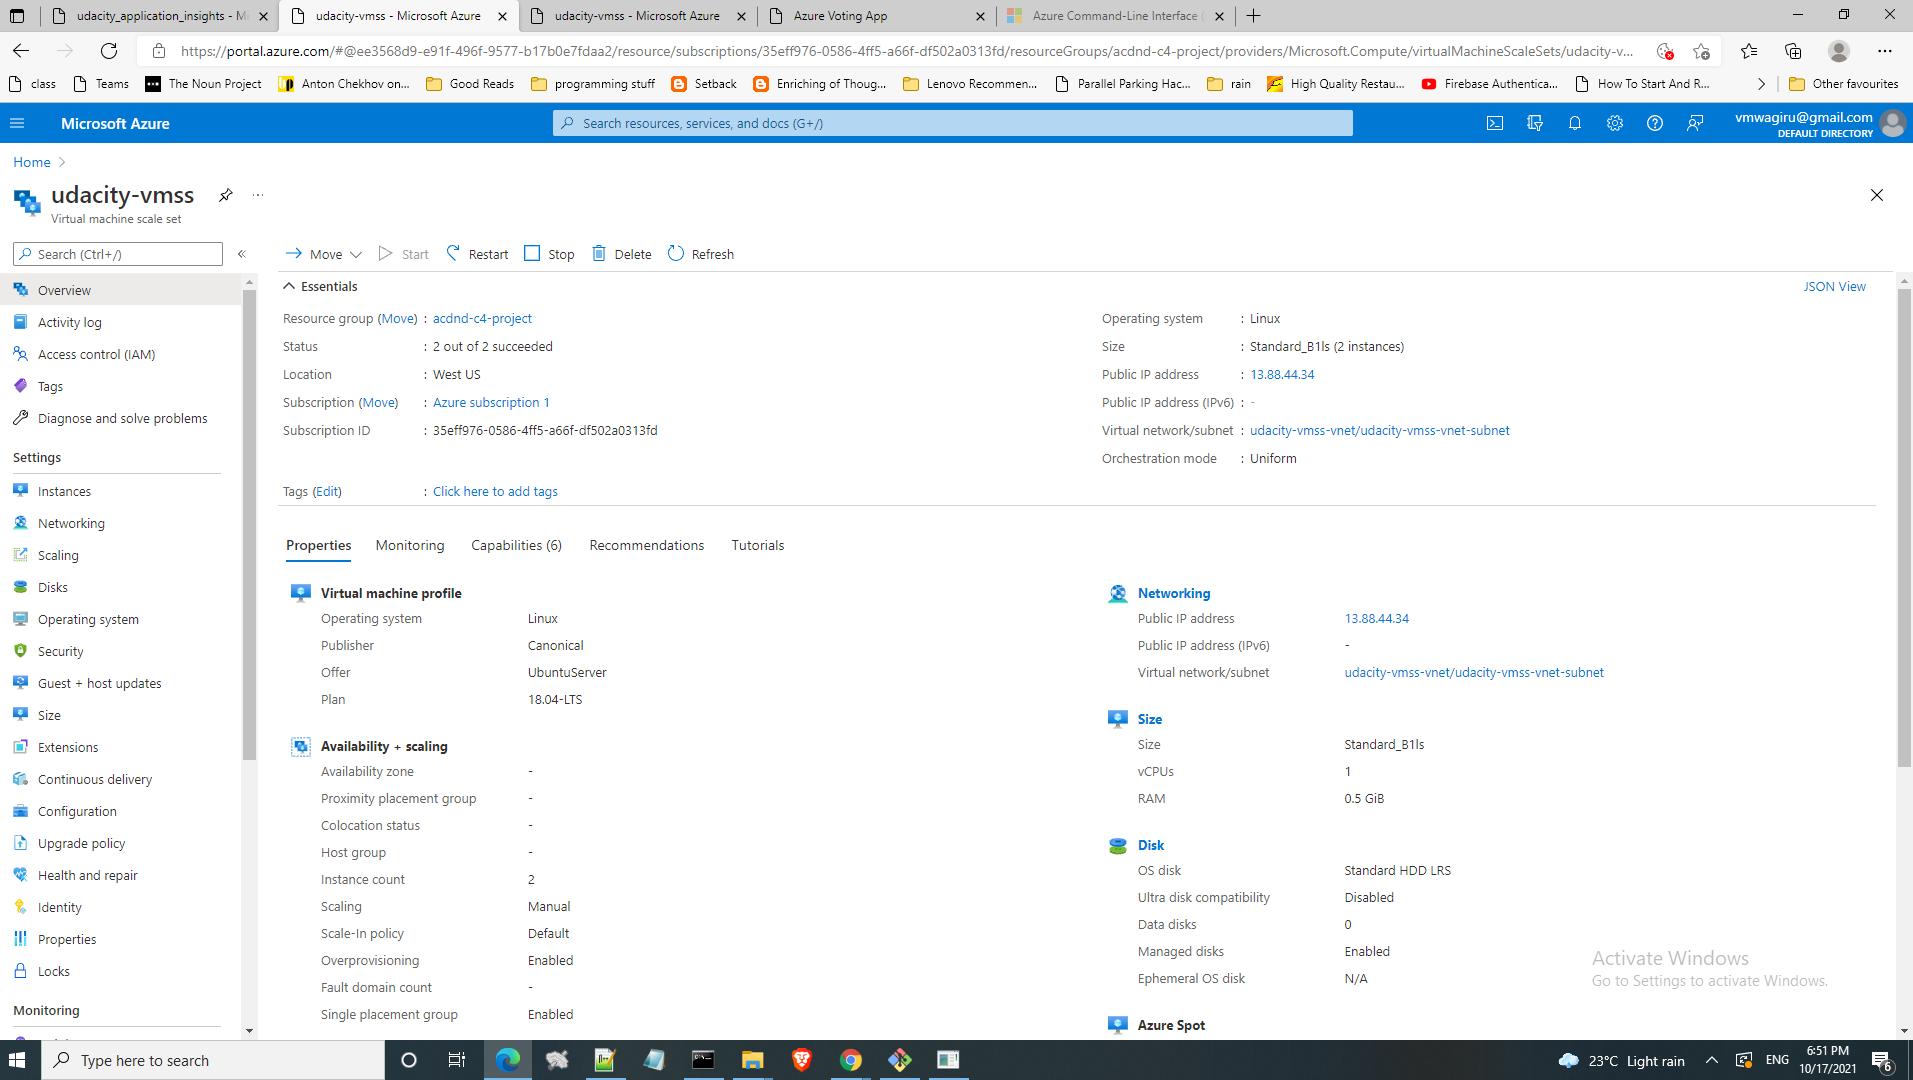 udacity_application_insights - Mi
udacity-vmss - Microsoft Azure
udacity-vmss - Microsoft Azure
Azure Voting App
Azure Command-Line Interface (
https://portal.azure.com/#@ee3568d9-e91f-496f-9577-b17b0e7fdaa2/resource/subscriptions/35eff976-0586-4ff5-a66f-df502a0313fd/resourceGroups/acdnd-c4-project/providers/Microsoft.Compute/virtualMachineScaleSets/udacity-v...
class
Teams
The Noun Project
Anton Chekhov on...
Good Reads
programming stuff
Setback
Enriching of Thoug...
Lenovo Recommen...
Parallel Parking Hac...
rain
High Quality Restau...
Firebase Authentica...
How To Start And R...
Other favourites
Microsoft Azure
Search resources, services, and docs (G+/)
vmwagiru@gmail.com
DEFAULT DIRECTORY
Home
udacity-vmss
Virtual machine scale set
Search (Ctrl+/)
Move
Start
Restart
Stop
Delete
Refresh
Overview
Activity log
Access control (IAM)
Tags
Diagnose and solve problems
Settings
Instances
Networking
Scaling
Disks
Operating system
Security
Guest + host updates
Size
Extensions
Continuous delivery
Configuration
Upgrade policy
Health and repair
Identity
Properties
Locks
Monitoring
Essentials
JSON View
Resource group (Move) : acdnd-c4-project
Status : 2 out of 2 succeeded
Location : West US
Subscription (Move) : Azure subscription 1
Subscription ID : 35eff976-0586-4ff5-a66f-df502a0313fd
Operating system : Linux
Size : Standard_B1ls (2 instances)
Public IP address : 13.88.44.34
Public IP address (IPv6) : -
Virtual network/subnet : udacity-vmss-vnet/udacity-vmss-vnet-subnet
Orchestration mode : Uniform
Tags (Edit) : Click here to add tags
Properties
Monitoring
Capabilities (6)
Recommendations
Tutorials
Virtual machine profile
Operating system Linux
Publisher Canonical
Offer UbuntuServer
Plan 18.04-LTS
Availability + scaling
Availability zone -
Proximity placement group -
Colocation status -
Host group -
Instance count 2
Scaling Manual
Scale-In policy Default
Overprovisioning Enabled
Fault domain count -
Single placement group Enabled
Networking
Public IP address 13.88.44.34
Public IP address (IPv6) -
Virtual network/subnet udacity-vmss-vnet/udacity-vmss-vnet-subnet
Size
Size Standard_B1ls
vCPUs 1
RAM 0.5 GiB
Disk
OS disk Standard HDD LRS
Ultra disk compatibility Disabled
Data disks 0
Managed disks Enabled
Ephemeral OS disk N/A
Azure Spot
Activate Windows
Go to Settings to activate Windows.
Type here to search
23°C Light rain
ENG
6:51 PM
10/17/2021
6